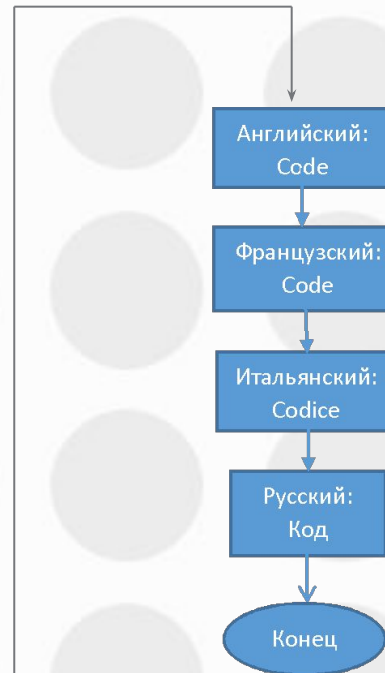 Английский:
Code
Французский:
Code
Итальянский:
Codice
Русский:
Код
Конец